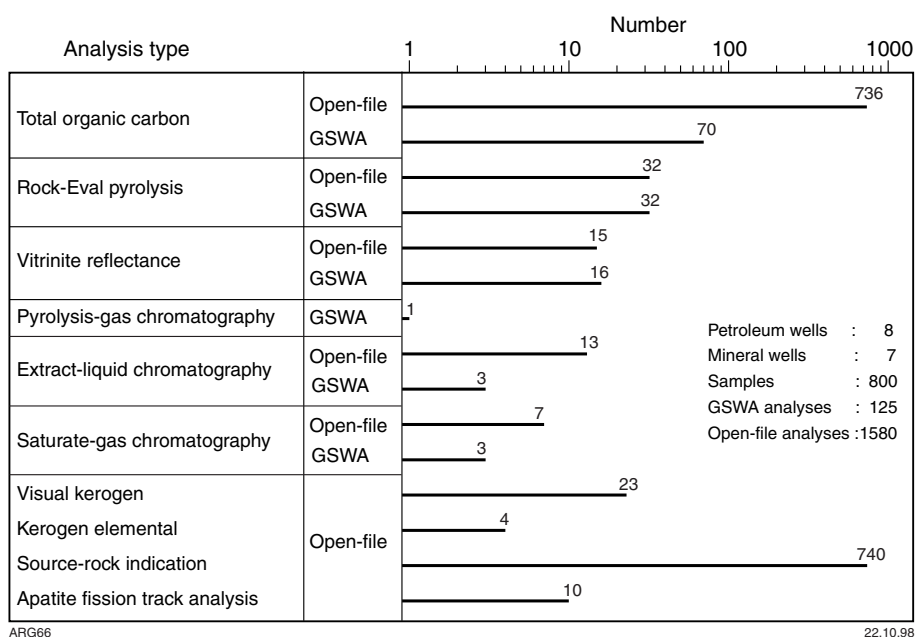 Number
Analysis type 1 10 100 1000
Total organic carbon
Open-file 736
GSWA 70
Rock-Eval pyrolysis
Open-file 32
GSWA 32
Vitrinite reflectance
Open-file 15
GSWA 16
Pyrolysis-gas chromatography GSWA 1
Extract-liquid chromatography
Open-file 13
GSWA 3
Saturate-gas chromatography
Open-file 7
GSWA 3
Visual kerogen 23
Kerogen elemental 4
Open-file
Source-rock indication 740
Apatite fission track analysis 10
Petroleum wells : 8
Mineral wells : 7
Samples : 800
GSWA analyses : 125
Open-file analyses :1580
ARG66 22.10.98